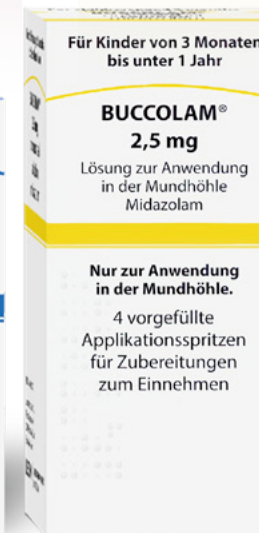 Für Kinder von 3 Monaten
bis unter 1 Jahr
BUCCOLAM®
2,5 mg
Lösung zur Anwendung
in der Mundhöhle
Midazolam
Nur zur Anwendung
in der Mundhöhle.
4 vorgefüllte
Applikationsspritzen
für Zubereitungen
zum Einnehmen